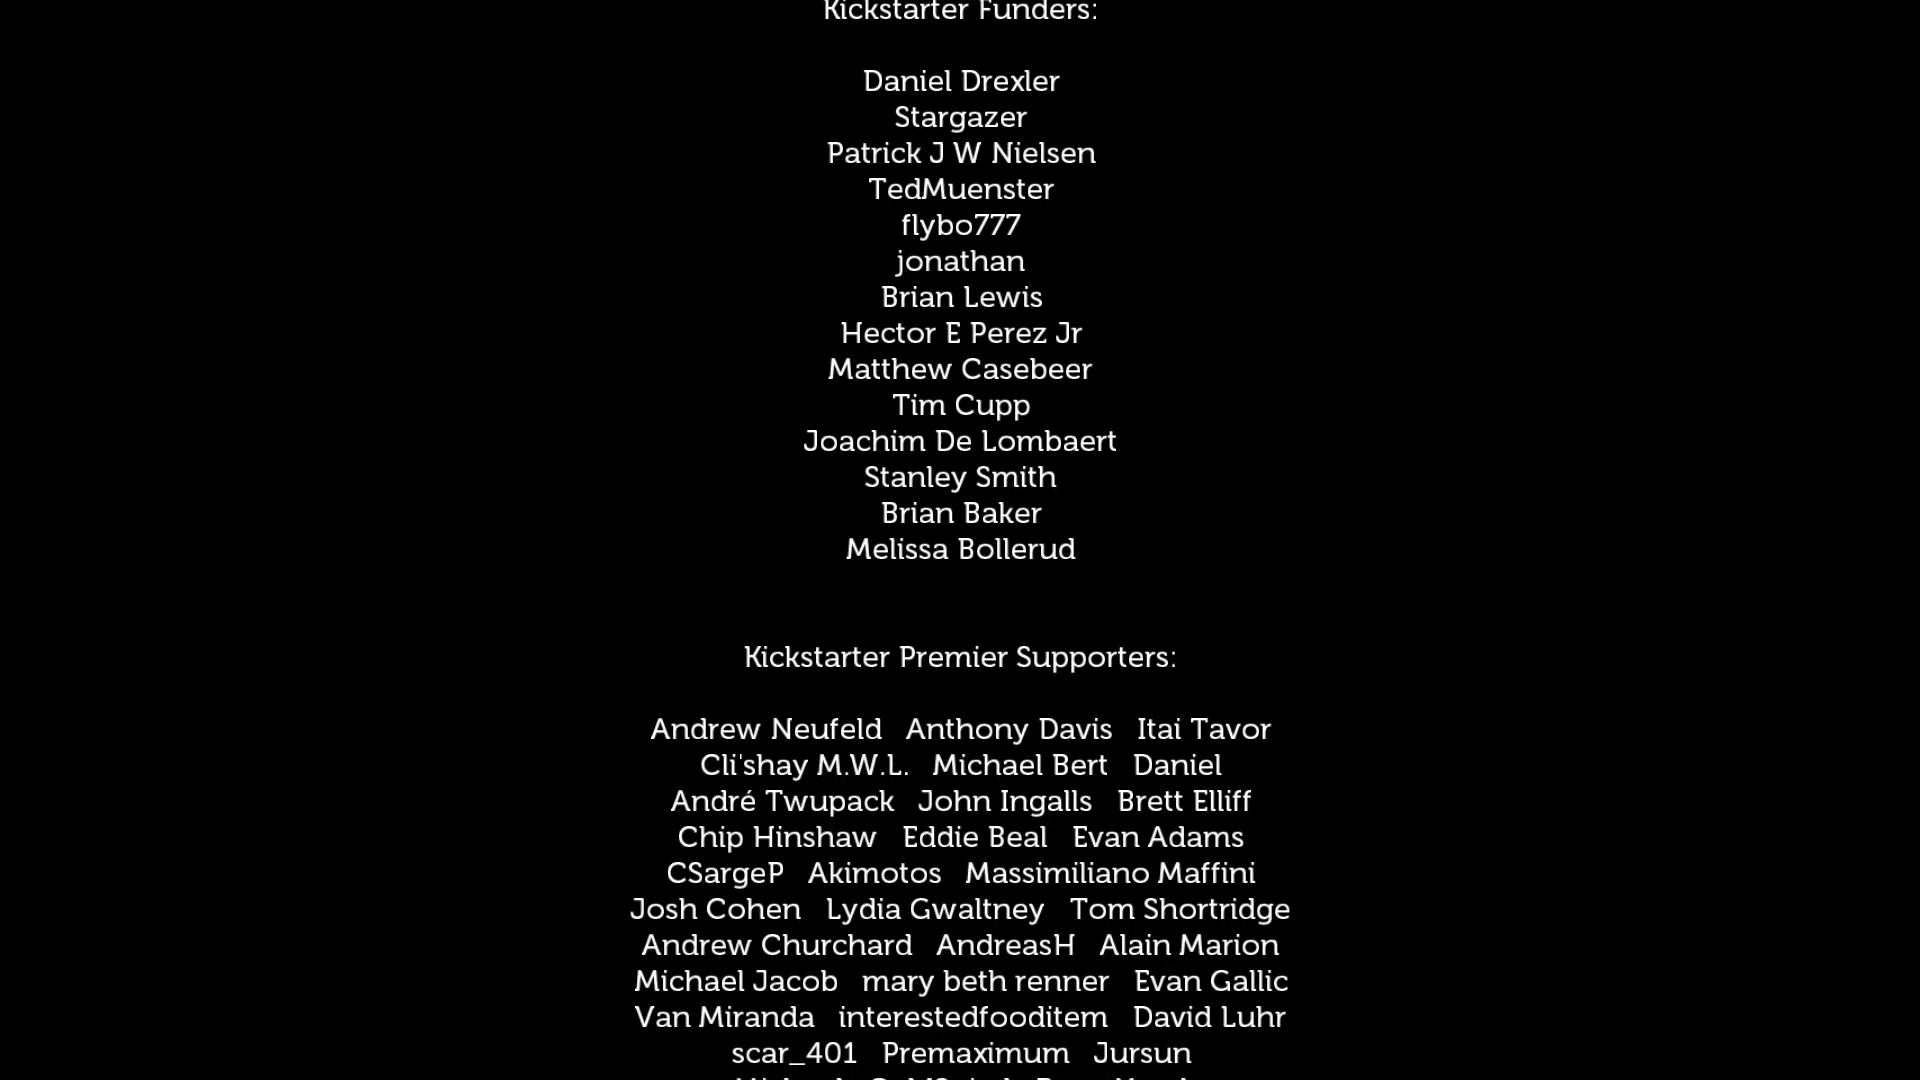 Kickstarter Funders:
Daniel Drexler
Stargazer
Patrick J W Nielsen
TedMuenster
flybo777
jonathan
Brian Lewis
Hector E Perez Jr
Matthew Casebeer
Tim Cupp
Joachim De Lombaert
Stanley Smith
Brian Baker
Melissa Bollerud
Kickstarter Premier Supporters:
Andrew Neufeld Anthony Davis Itai Tavor
Cli'shay M.W.L. Michael Bert Daniel
André Twupack John Ingalls Brett Elliff
Chip Hinshaw Eddie Beal Evan Adams
CSargeP Akimotos Massimiliano Maffini
Josh Cohen Lydia Gwaltney Tom Shortridge
Andrew Churchard AndreasH Alain Marion
Michael Jacob mary beth renner Evan Gallic
Van Miranda interestedfooditem David Luhr
scar_401 Premaximum Jursun